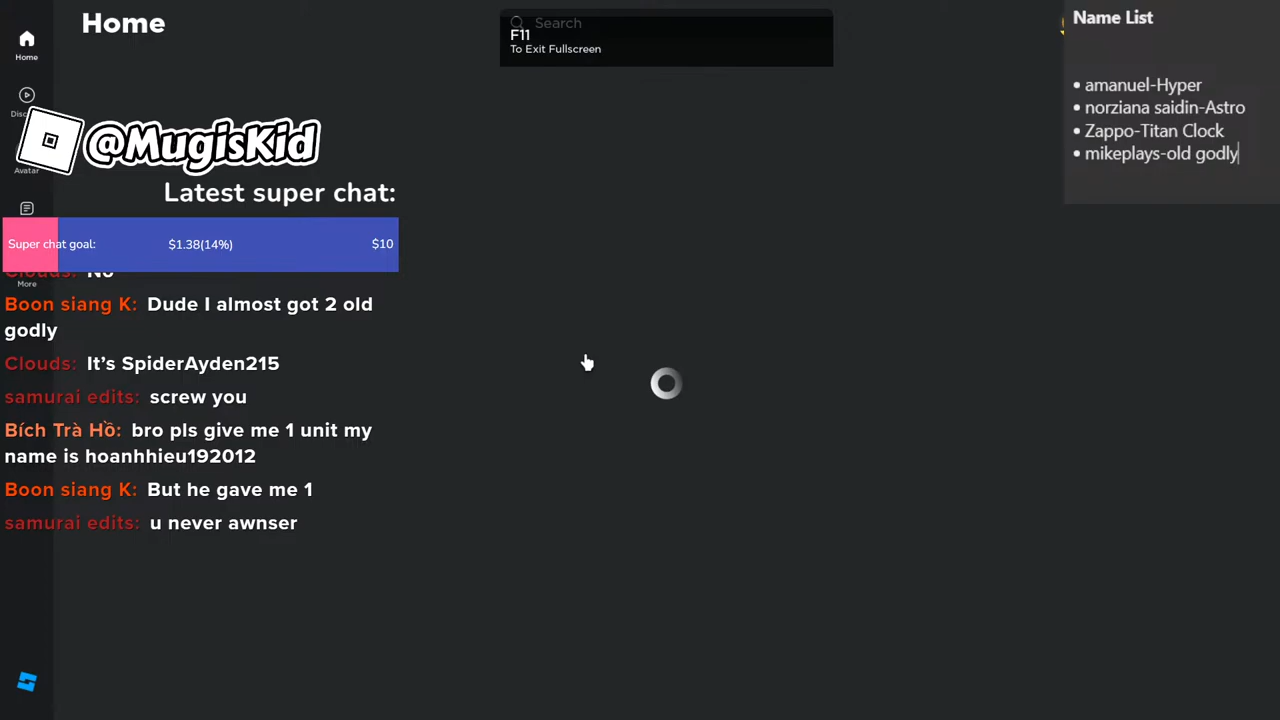 Home
Search
F11
To Exit Fullscreen
Name List
• amanuel-Hyper
• norziana saidin-Astro
• Zappo-Titan Clock
• mikeplays-old godly
Home
@MugisKid
Avatar
Latest super chat:
Super chat goal: $1.38(14%) $10
More
Clouds: No
Boon siang K: Dude I almost got 2 old
godly
Clouds: It’s SpiderAyden215
samurai edits: screw you
Bích Trà Hồ: bro pls give me 1 unit my
name is hoanhhieu192012
Boon siang K: But he gave me 1
samurai edits: u never awnser